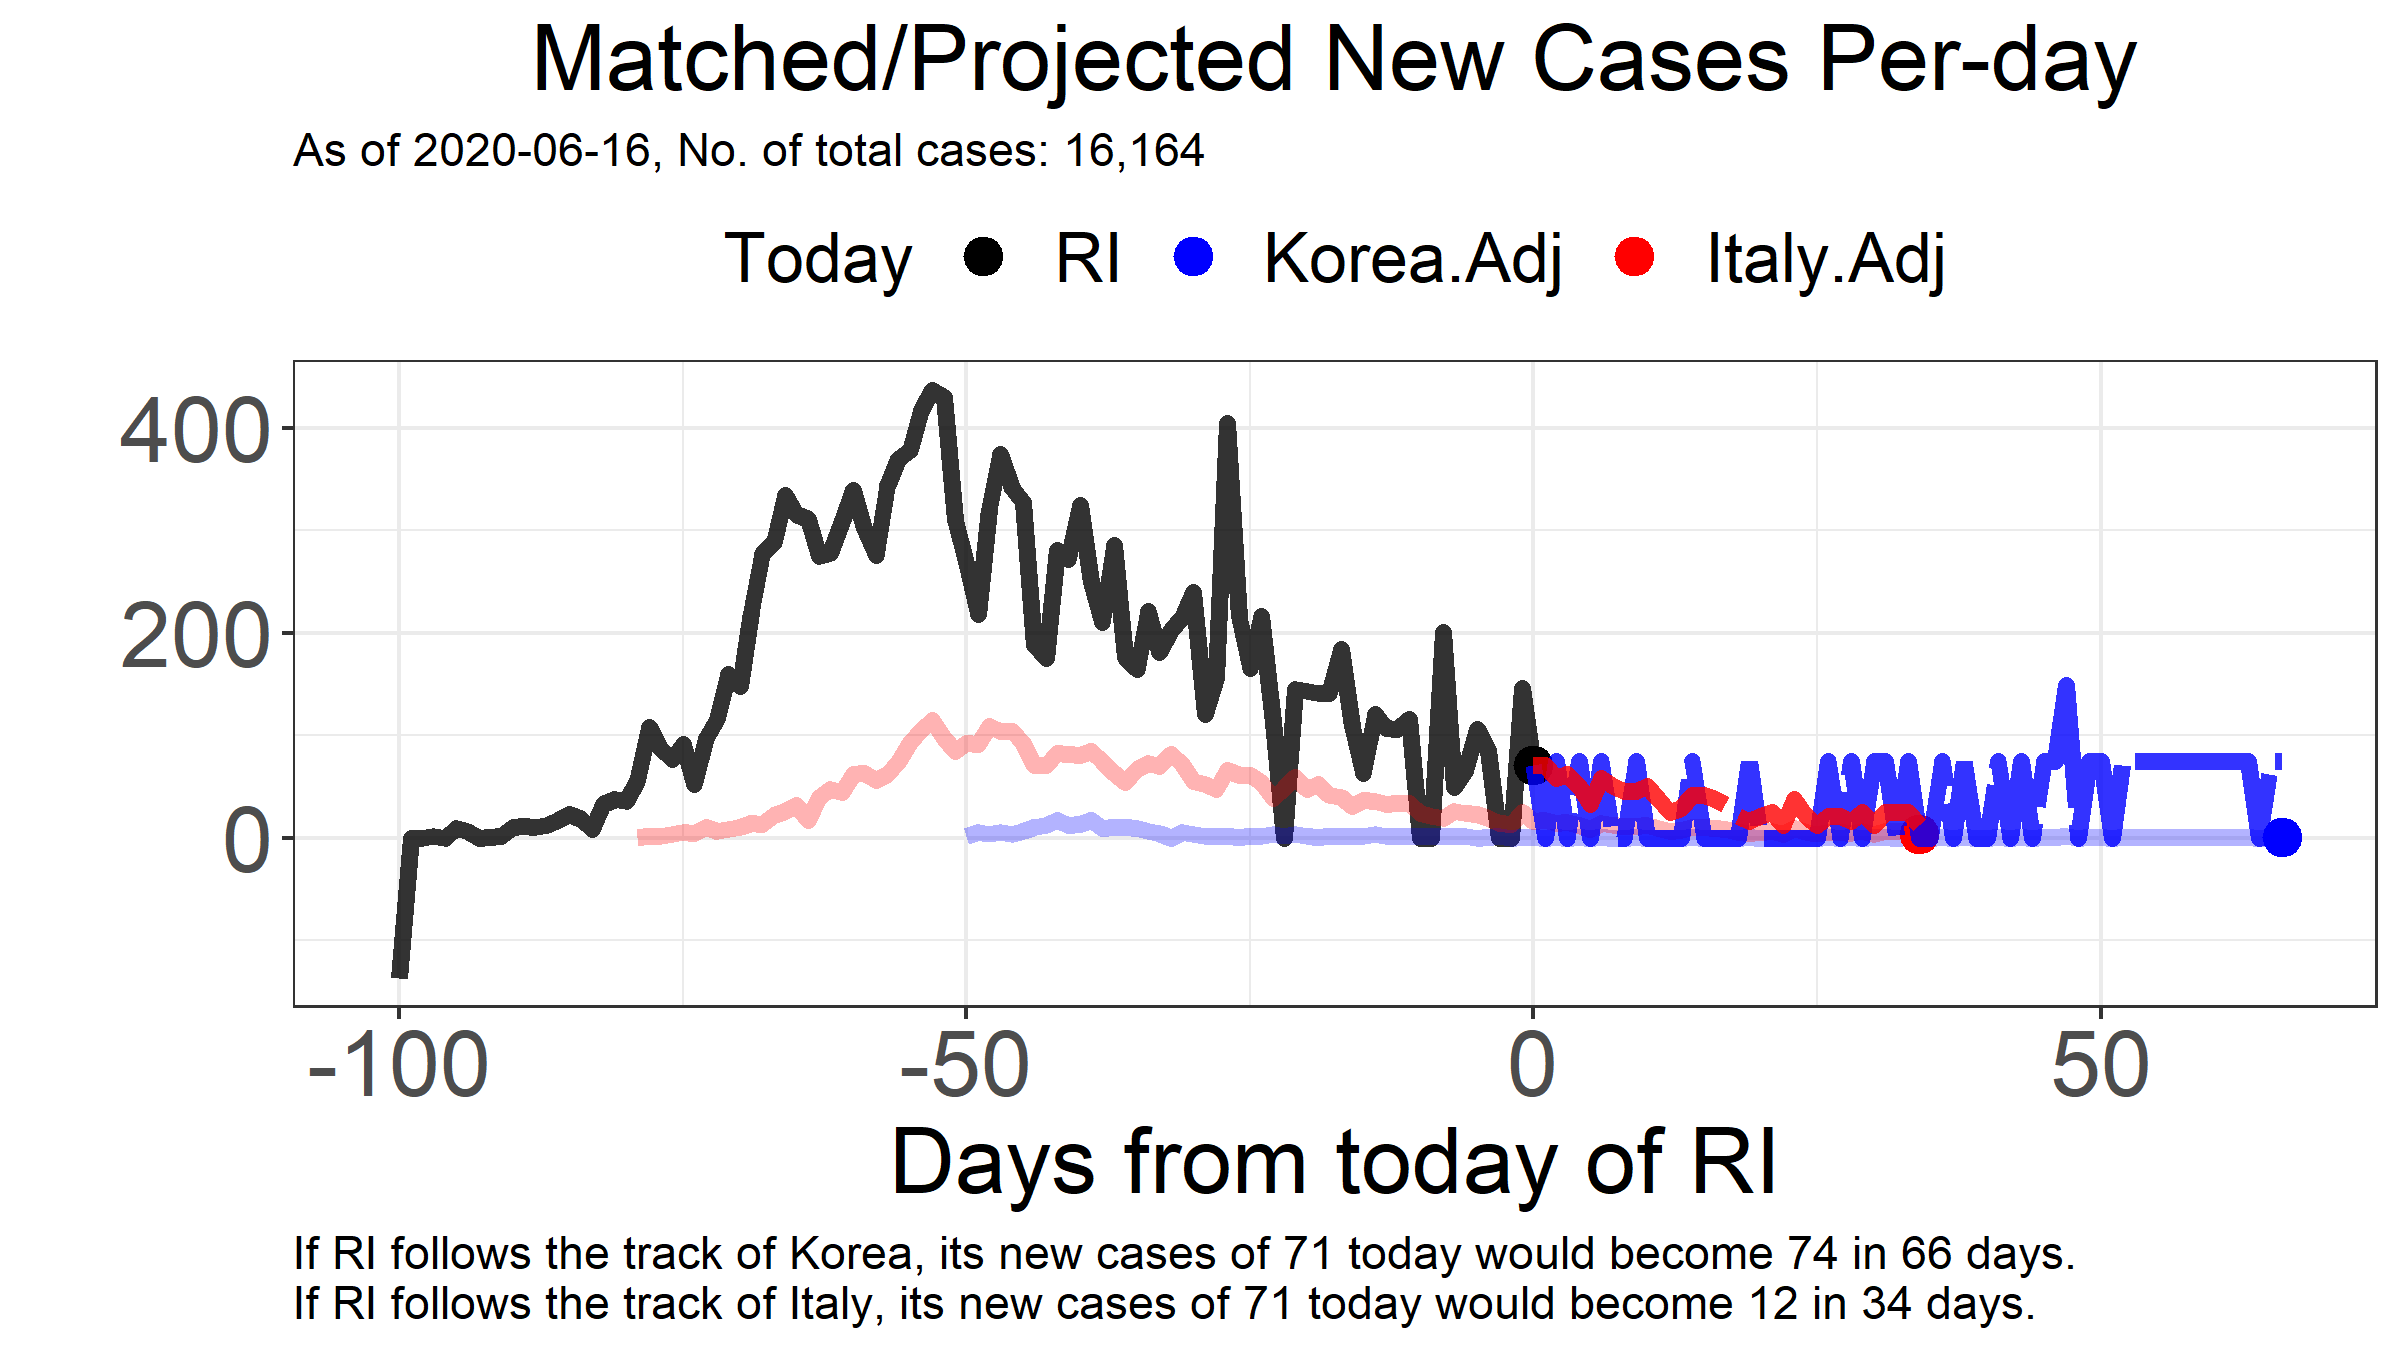 Matched/Projected New Cases Per-day
As of 2020-06-16, No. of total cases: 16,164
Today RI Korea.Adj Italy.Adj
400
200
0
-100 -50 0 50
Days from today of RI
If RI follows the track of Korea, its new cases of 71 today would become 74 in 66 days.
If RI follows the track of Italy, its new cases of 71 today would become 12 in 34 days.